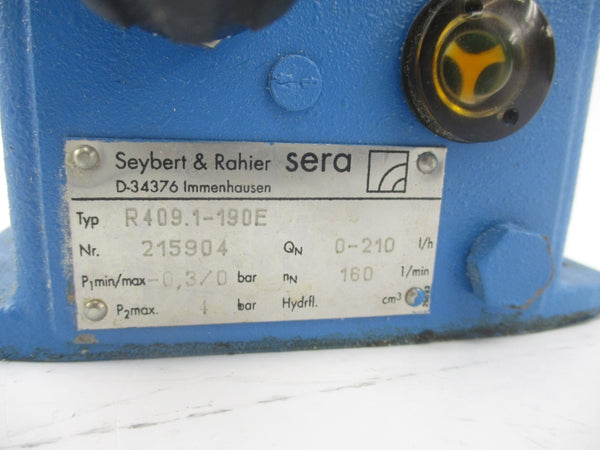 Seybert & Rahier sera
D-34376 Immenhausen
Typ R409.1-190E
Nr. 215904 QN 0-210 l/h
P1min/max -0,3/0 bar nN 160 1/min
P2max. 4 bar Hydrfl. cm³